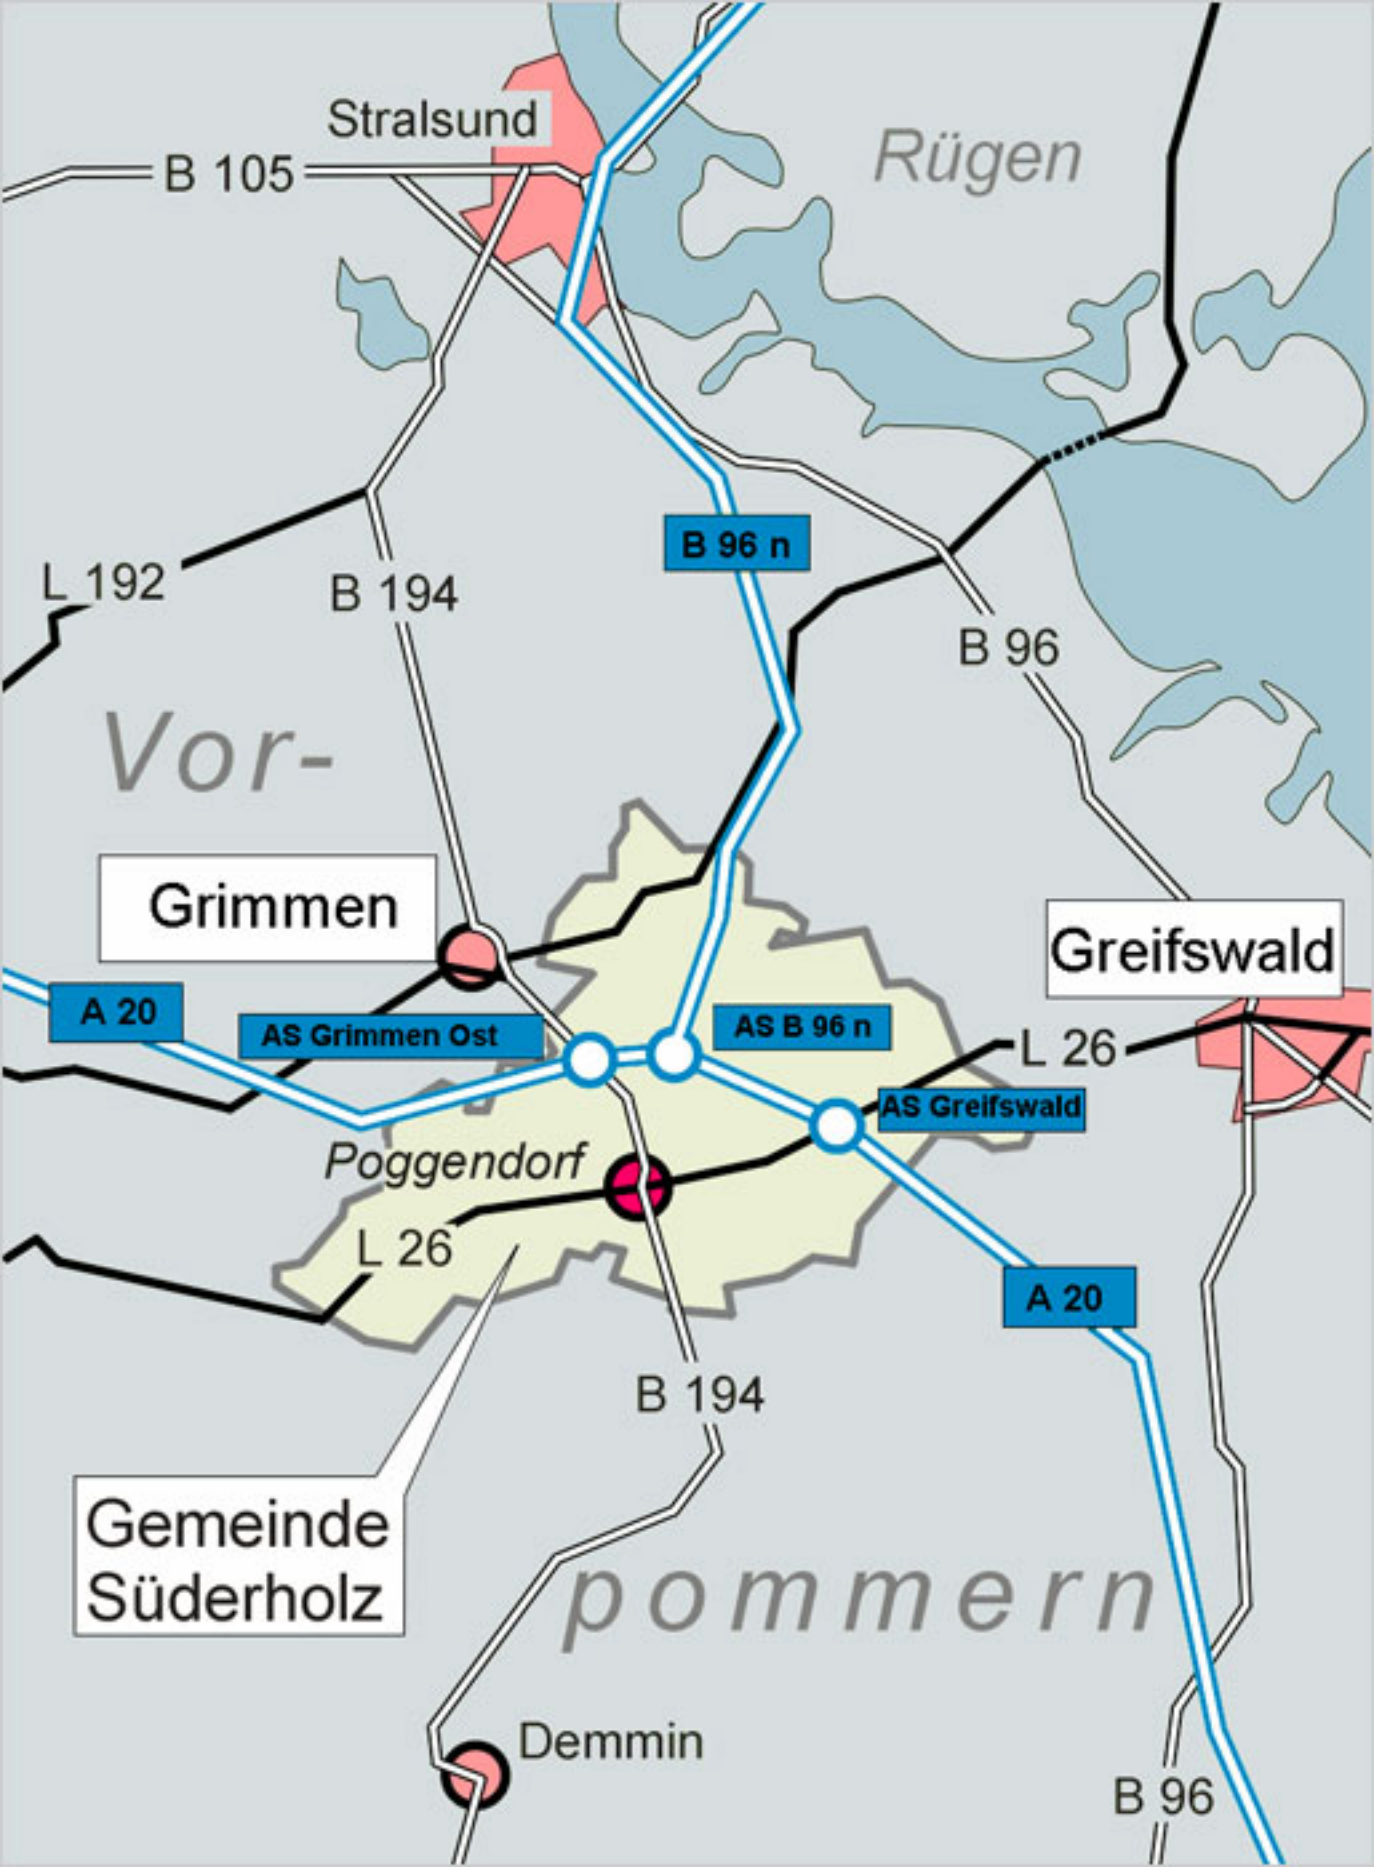 Stralsund
Rügen
B 105
B 96 n
L 192
B 194
B 96
Vor-
Grimmen
Greifswald
A 20
AS Grimmen Ost
AS B 96 n
L 26
AS Greifswald
Poggendorf
L 26
A 20
B 194
Gemeinde
Süderholz
pommern
Demmin
B 96